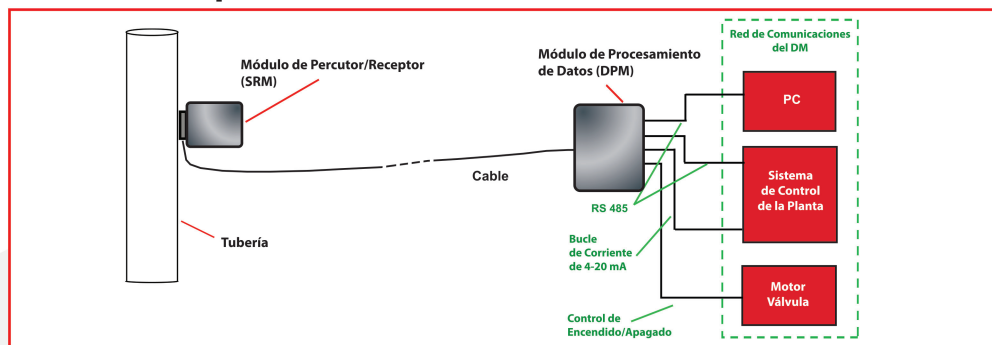 Red de Comunicaciones
del DM
Módulo de Procesamiento
de Datos (DPM)
Módulo de Percutor/Receptor
(SRM)
PC
Sistema
de Control
de la Planta
Cable
RS 485
Tubería
Bucle
de Corriente
de 4-20 mA
Motor
Válvula
Control de
Encendido/Apagado